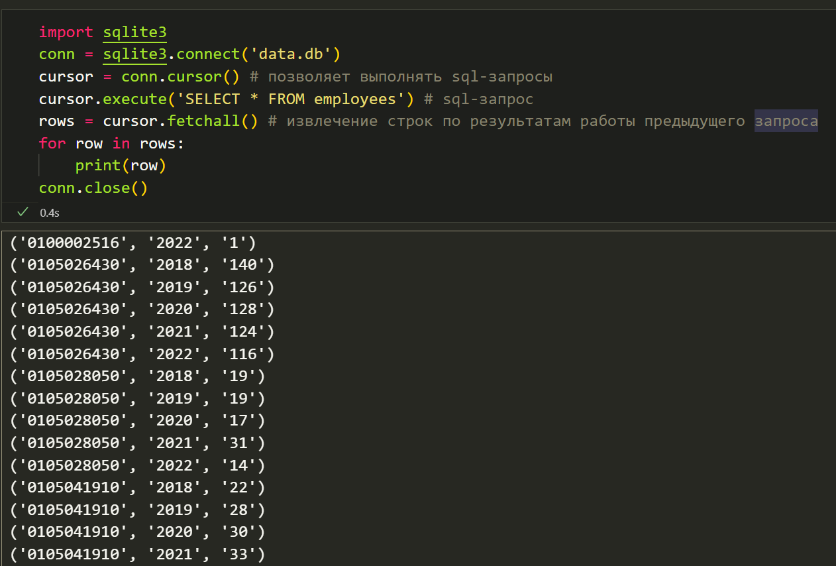 import sqlite3
conn = sqlite3.connect('data.db')
cursor = conn.cursor() # позволяет выполнять sql-запросы
cursor.execute('SELECT * FROM employees') # sql-запрос
rows = cursor.fetchall() # извлечение строк по результатам работы предыдущего запроса
for row in rows:
    print(row)
conn.close()
0.4s
('0100002516', '2022', '1')
('0105026430', '2018', '140')
('0105026430', '2019', '126')
('0105026430', '2020', '128')
('0105026430', '2021', '124')
('0105026430', '2022', '116')
('0105028050', '2018', '19')
('0105028050', '2019', '19')
('0105028050', '2020', '17')
('0105028050', '2021', '31')
('0105028050', '2022', '14')
('0105041910', '2018', '22')
('0105041910', '2019', '28')
('0105041910', '2020', '30')
('0105041910', '2021', '33')